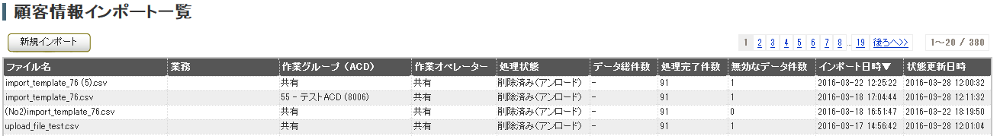 顧客情報インポート一覧
新規インポート
1 2 3 4 5 6 7 8 ... 19 後ろへ>> 1～20 / 380
ファイル名 業務 作業グループ（ACD） 作業オペレーター 処理状態 データ総件数 処理完了件数 無効なデータ件数 インポート日時▼ 状態更新日時
import_template_76 (5).csv 共有 共有 削除済み（アンロード） - 91 1 2016-03-22 12:25:22 2016-03-28 12:00:32
import_template_76.csv 55 - テストACD (8006) 共有 削除済み（アンロード） - 91 1 2016-03-18 17:04:44 2016-03-28 12:11:32
(No2)import_template_76.csv 共有 共有 削除済み（アンロード） - 91 0 2016-03-18 16:51:47 2016-03-22 18:19:50
upload_file_test.csv 共有 共有 削除済み（アンロード） - 91 1 2016-03-17 14:56:42 2016-03-28 12:01:04